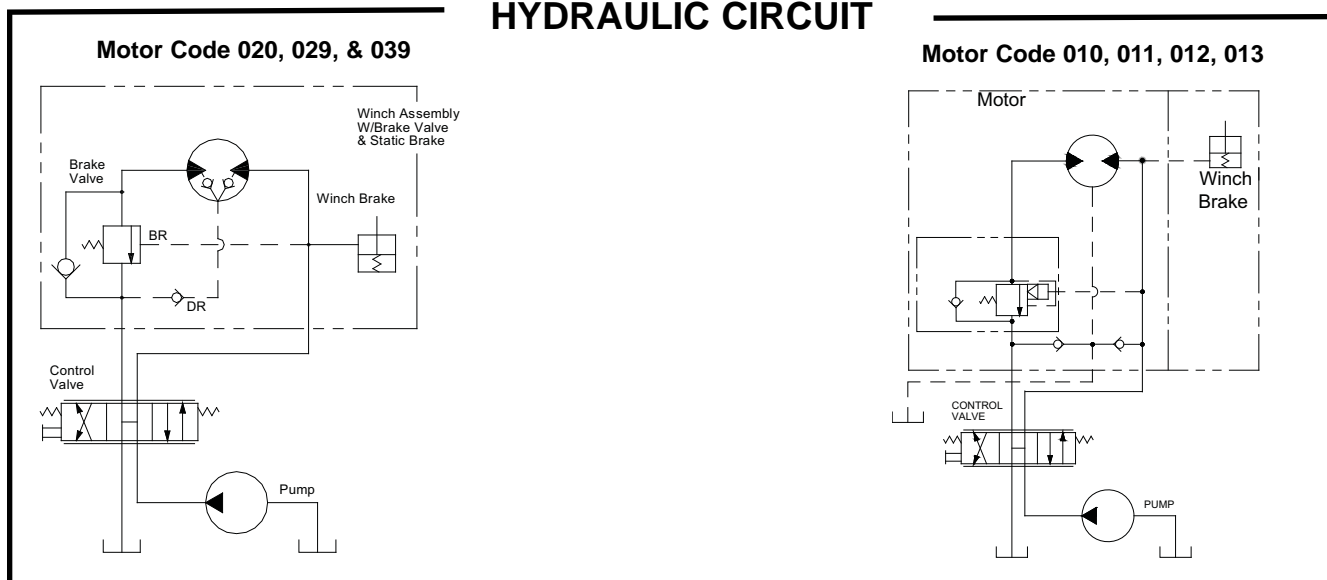 HYDRAULIC CIRCUIT
Motor Code 020, 029, & 039
Winch Assembly
W/Brake Valve
& Static Brake
Brake
Valve
Winch Brake
BR
DR
Control
Valve
Pump
Motor Code 010, 011, 012, 013
Motor
Winch
Brake
CONTROL
VALVE
PUMP